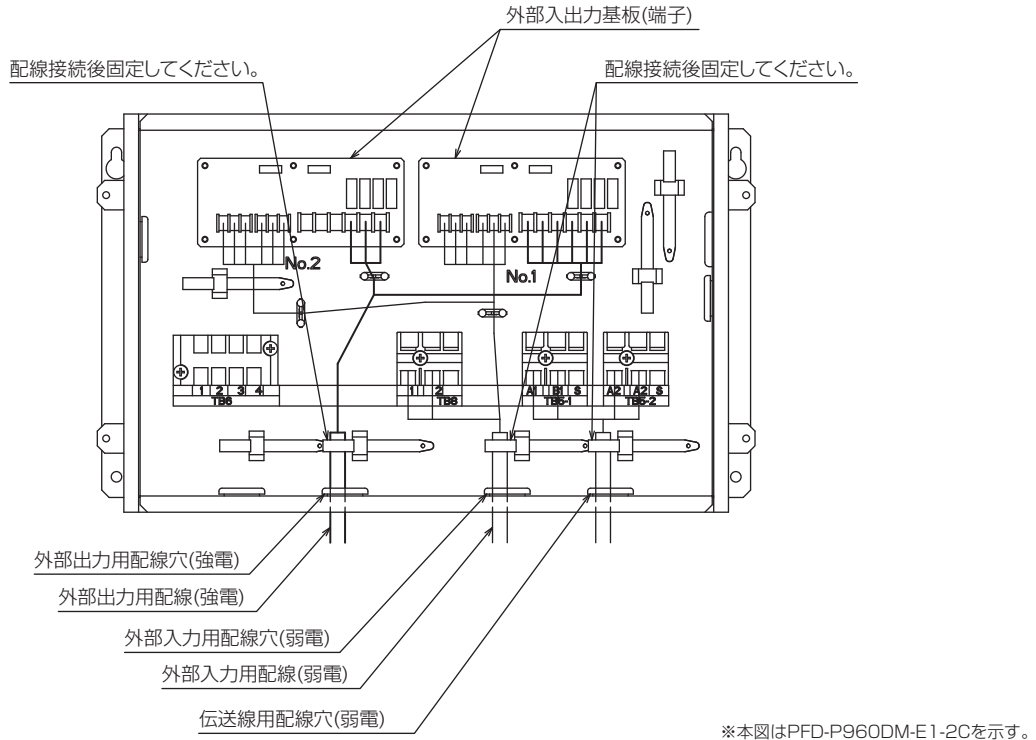 外部入出力基板(端子)
配線接続後固定してください。
配線接続後固定してください。
No.2
No.1
1 2 3 4
TB6
1 2
TB8
A1 B1 S
TB5-1
A2 A2 S
TB5-2
外部出力用配線穴(強電)
外部出力用配線(強電)
外部入力用配線穴(弱電)
外部入力用配線(弱電)
伝送線用配線穴(弱電)
※本図はPFD-P960DM-E1-2Cを示す。